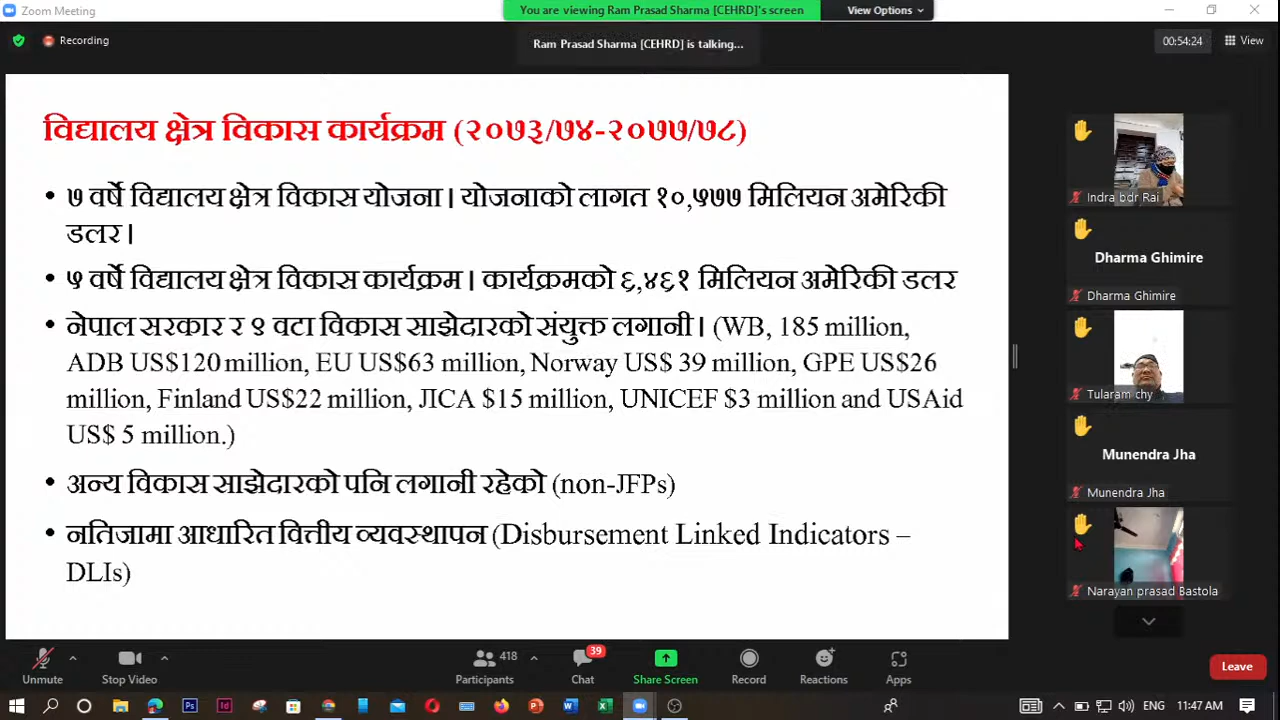 Zoom Meeting
You are viewing Ram Prasad Sharma [CEHRD]'s screen
View Options
Recording
Ram Prasad Sharma [CEHRD] is talking...
00:54:24
View
विद्यालय क्षेत्र विकास कार्यक्रम (२०७३/७४-२०७७/७८)
• ७ वर्षे विद्यालय क्षेत्र विकास योजना । योजनाको लागत १०,५७७ मिलियन अमेरिकी
डलर ।
• ५ वर्षे विद्यालय क्षेत्र विकास कार्यक्रम । कार्यक्रमको ६,४६१ मिलियन अमेरिकी डलर
• नेपाल सरकार र ९ वटा विकास साझेदारको संयुक्त लगानी । (WB, 185 million,
ADB US$120 million, EU US$63 million, Norway US$ 39 million, GPE US$26
million, Finland US$22 million, JICA $15 million, UNICEF $3 million and USAid
US$ 5 million.)
• अन्य विकास साझेदारको पनि लगानी रहेको (non-JFPs)
• नतिजामा आधारित वित्तीय व्यवस्थापन (Disbursement Linked Indicators –
DLIs)
Indra bdr Rai
Dharma Ghimire
Dharma Ghimire
Tularam chy
Munendra Jha
Munendra Jha
Narayan prasad Bastola
Unmute
Stop Video
418
Participants
39
Chat
Share Screen
Record
Reactions
Apps
Leave
Ps
Id
ENG
11:47 AM